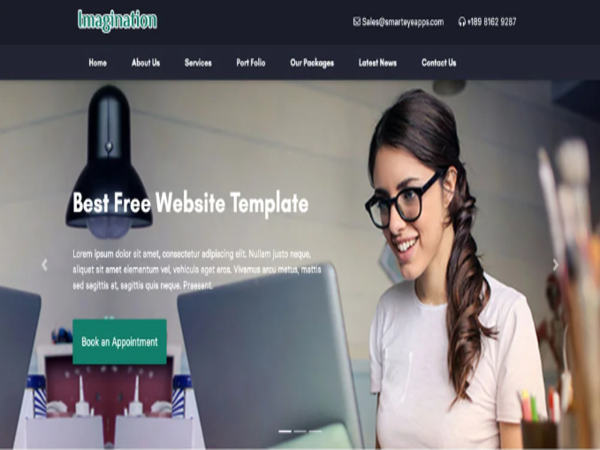 Imagination
Sales@smarteyeapps.com +189 8162 9287
Home About Us Services Port Folio Our Packages Latest News Contact Us
Best Free Website Template
Lorem ipsum dolor sit amet, consectetur adipiscing elit. Nullam justo neque,
aliquet sit amet elementum vel, vehicula eget eros. Vivamus arcu metus, mattis
sed sagittis at, sagittis quis neque. Praesent.
Book an Appointment